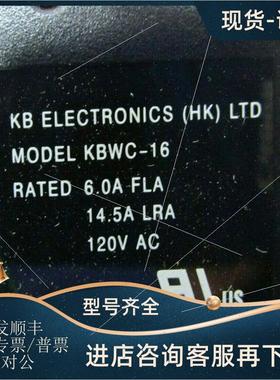 现货-
KB ELECTRONICS (HK) LTD
MODEL KBWC-16
RATED 6.0A FLA
14.5A LRA
120V AC
US
发顺丰
专票/普票
对公
型号齐全
进店咨询客服再下